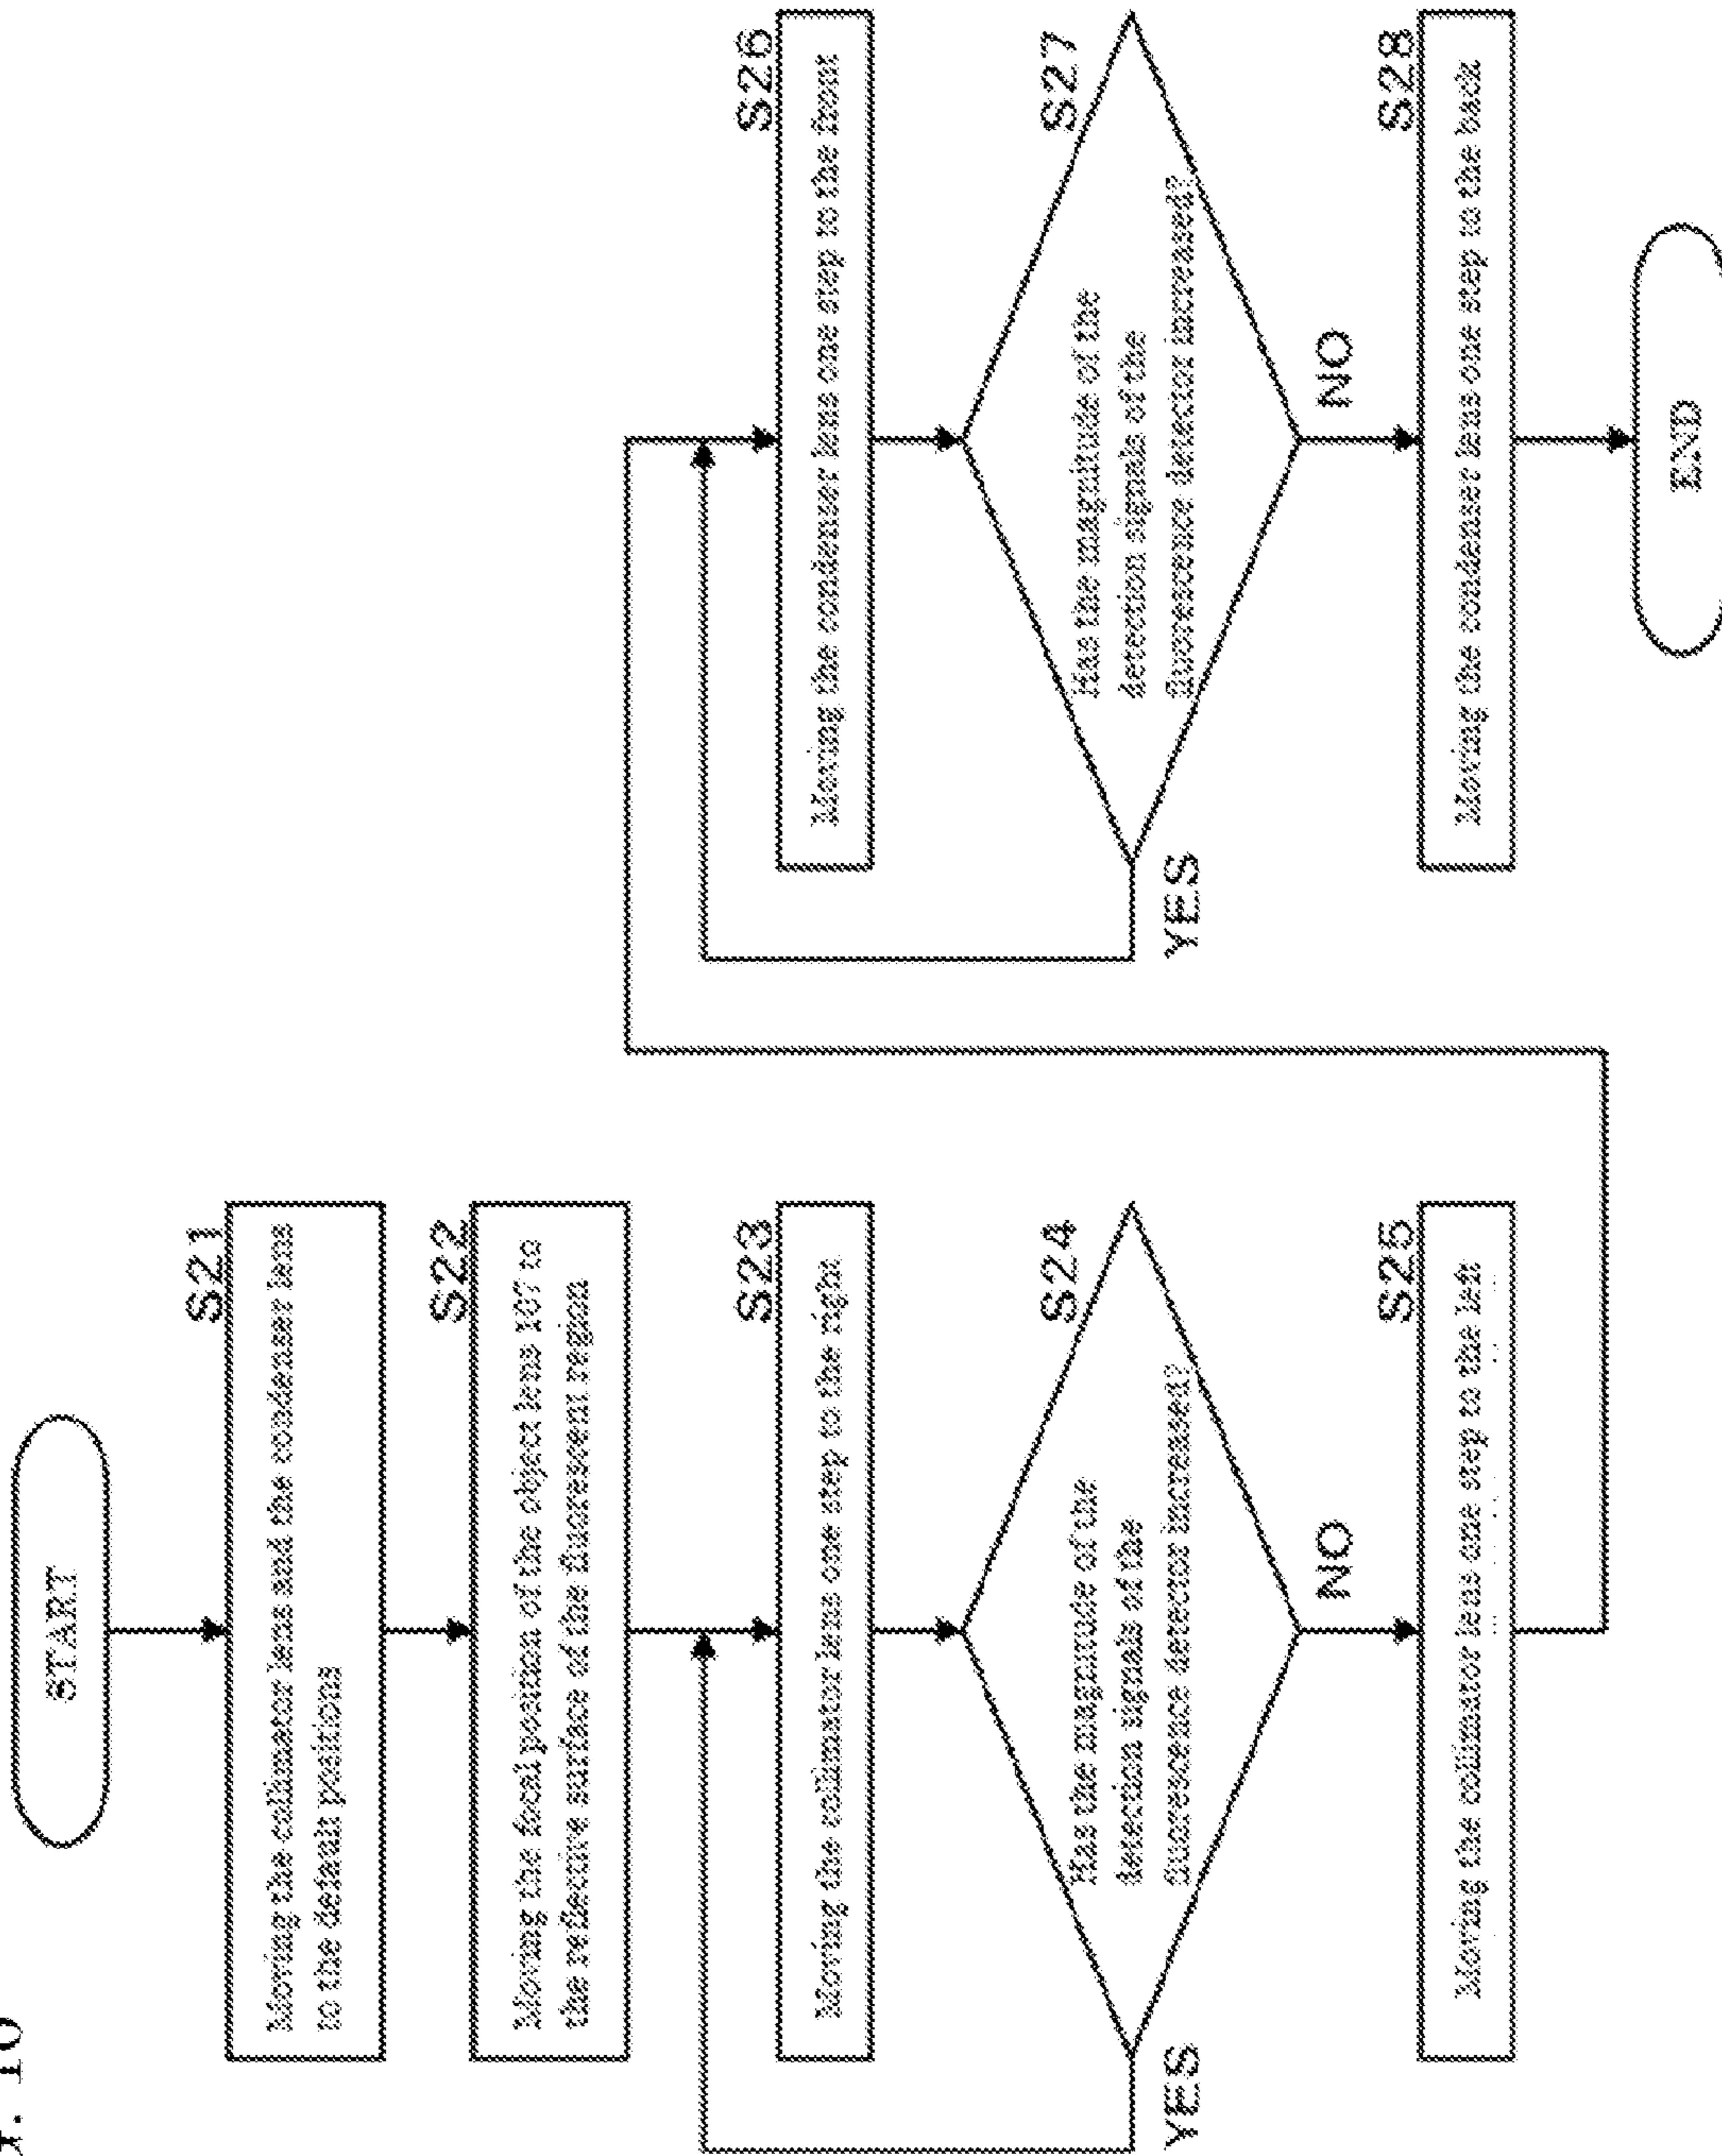 . 10
START
S21
Moving the collimator lens and the condenser lens
to the default positions
S22
Moving the focal position of the object lens 107 to
the reflective surface of the fluorescent region
S23
Moving the collimator lens one step to the right
S24
Has the magnitude of the
detection signals of the
fluorescence detector increased?
YES
NO
S25
Moving the collimator lens one step to the left
S26
Moving the condenser lens one step to the front
S27
Has the magnitude of the
detection signals of the
fluorescence detector increased?
YES
NO
S28
Moving the condenser lens one step to the back
END